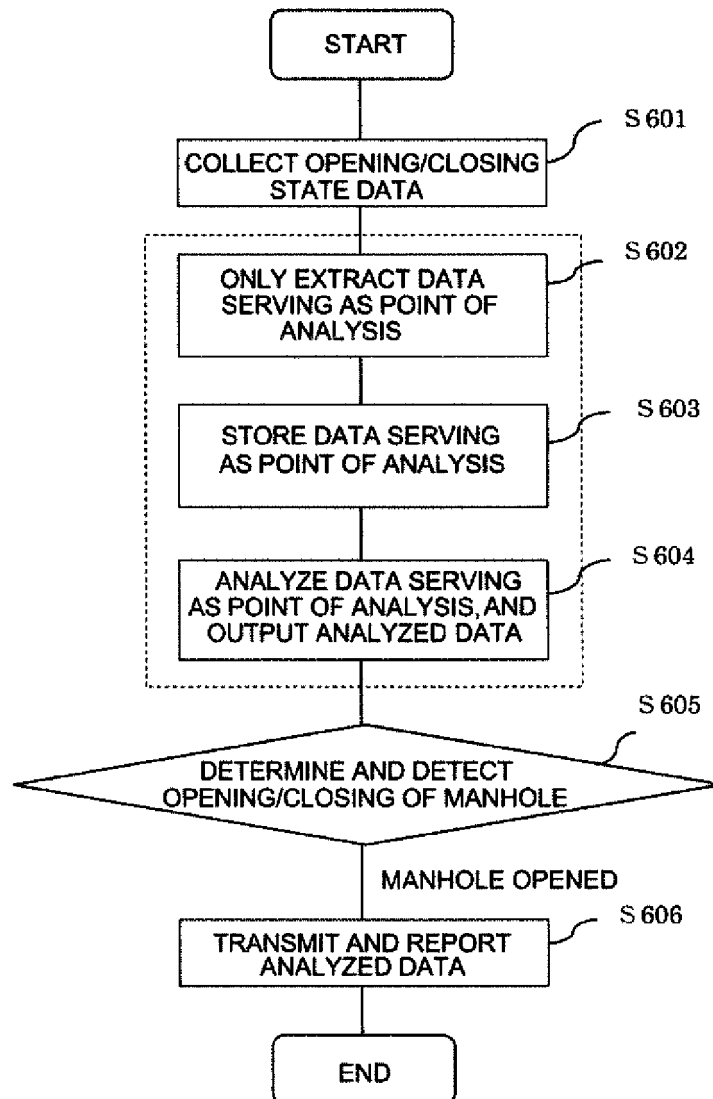 START
S 601
COLLECT OPENING/CLOSING
STATE DATA
S 602
ONLY EXTRACT DATA
SERVING AS POINT OF
ANALYSIS
S 603
STORE DATA SERVING
AS POINT OF ANALYSIS
S 604
ANALYZE DATA SERVING
AS POINT OF ANALYSIS, AND
OUTPUT ANALYZED DATA
S 605
DETERMINE AND DETECT
OPENING/CLOSING OF MANHOLE
MANHOLE OPENED
S 606
TRANSMIT AND REPORT
ANALYZED DATA
END